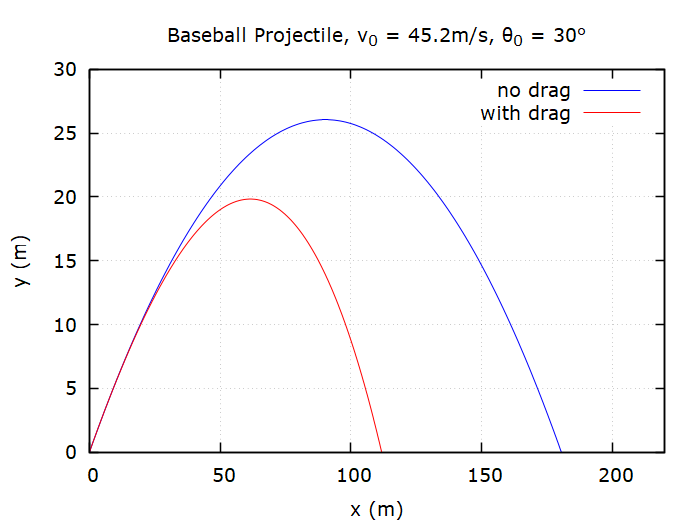 Baseball Projectile, v₀ = 45.2m/s, θ₀ = 30°
no drag
with drag
y (m)
30
25
20
15
10
5
0
0 50 100 150 200
x (m)